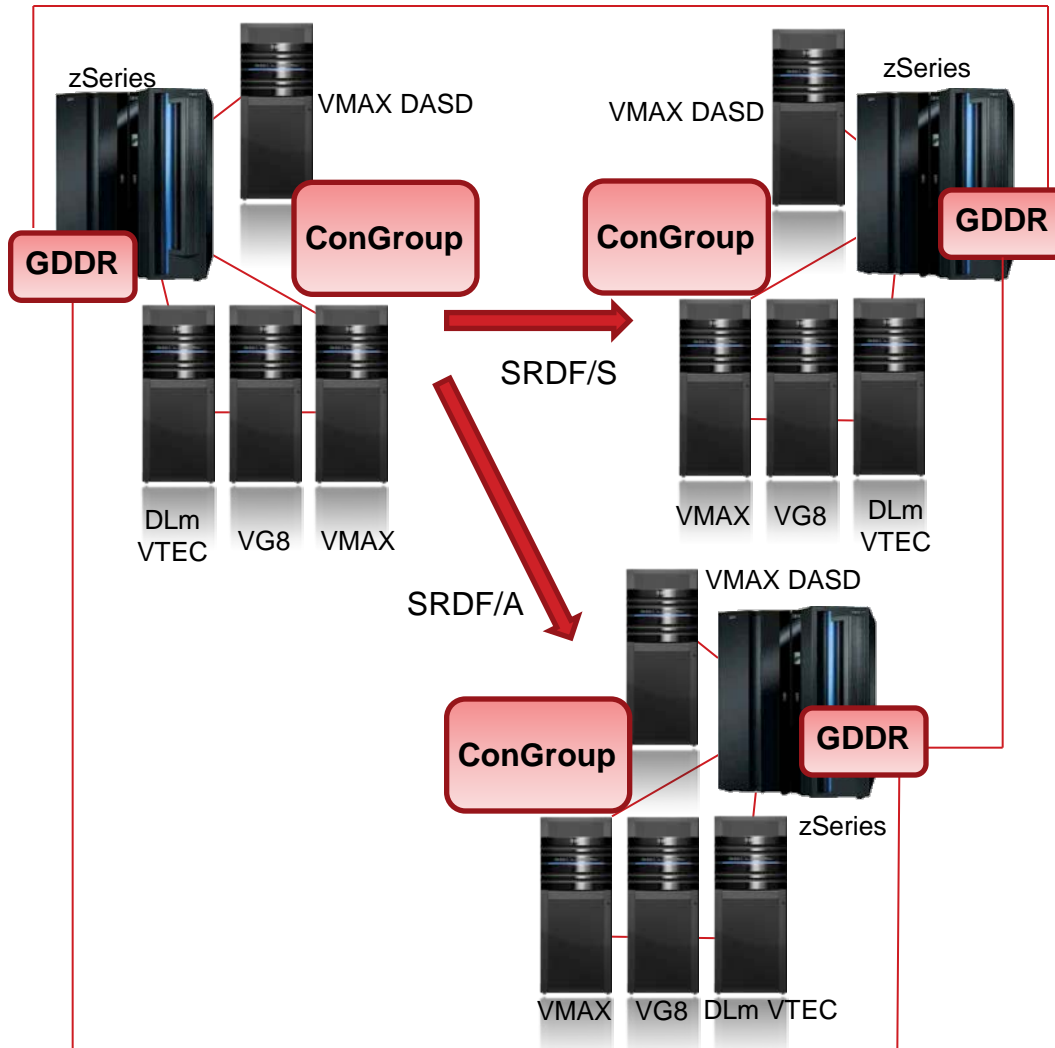 zSeries
VMAX DASD
ConGroup
GDDR
DLm
VTEC
VG8
VMAX
SRDF/S
SRDF/A
zSeries
VMAX DASD
ConGroup
GDDR
VMAX
VG8
DLm
VTEC
VMAX DASD
ConGroup
GDDR
zSeries
VMAX
VG8
DLm VTEC